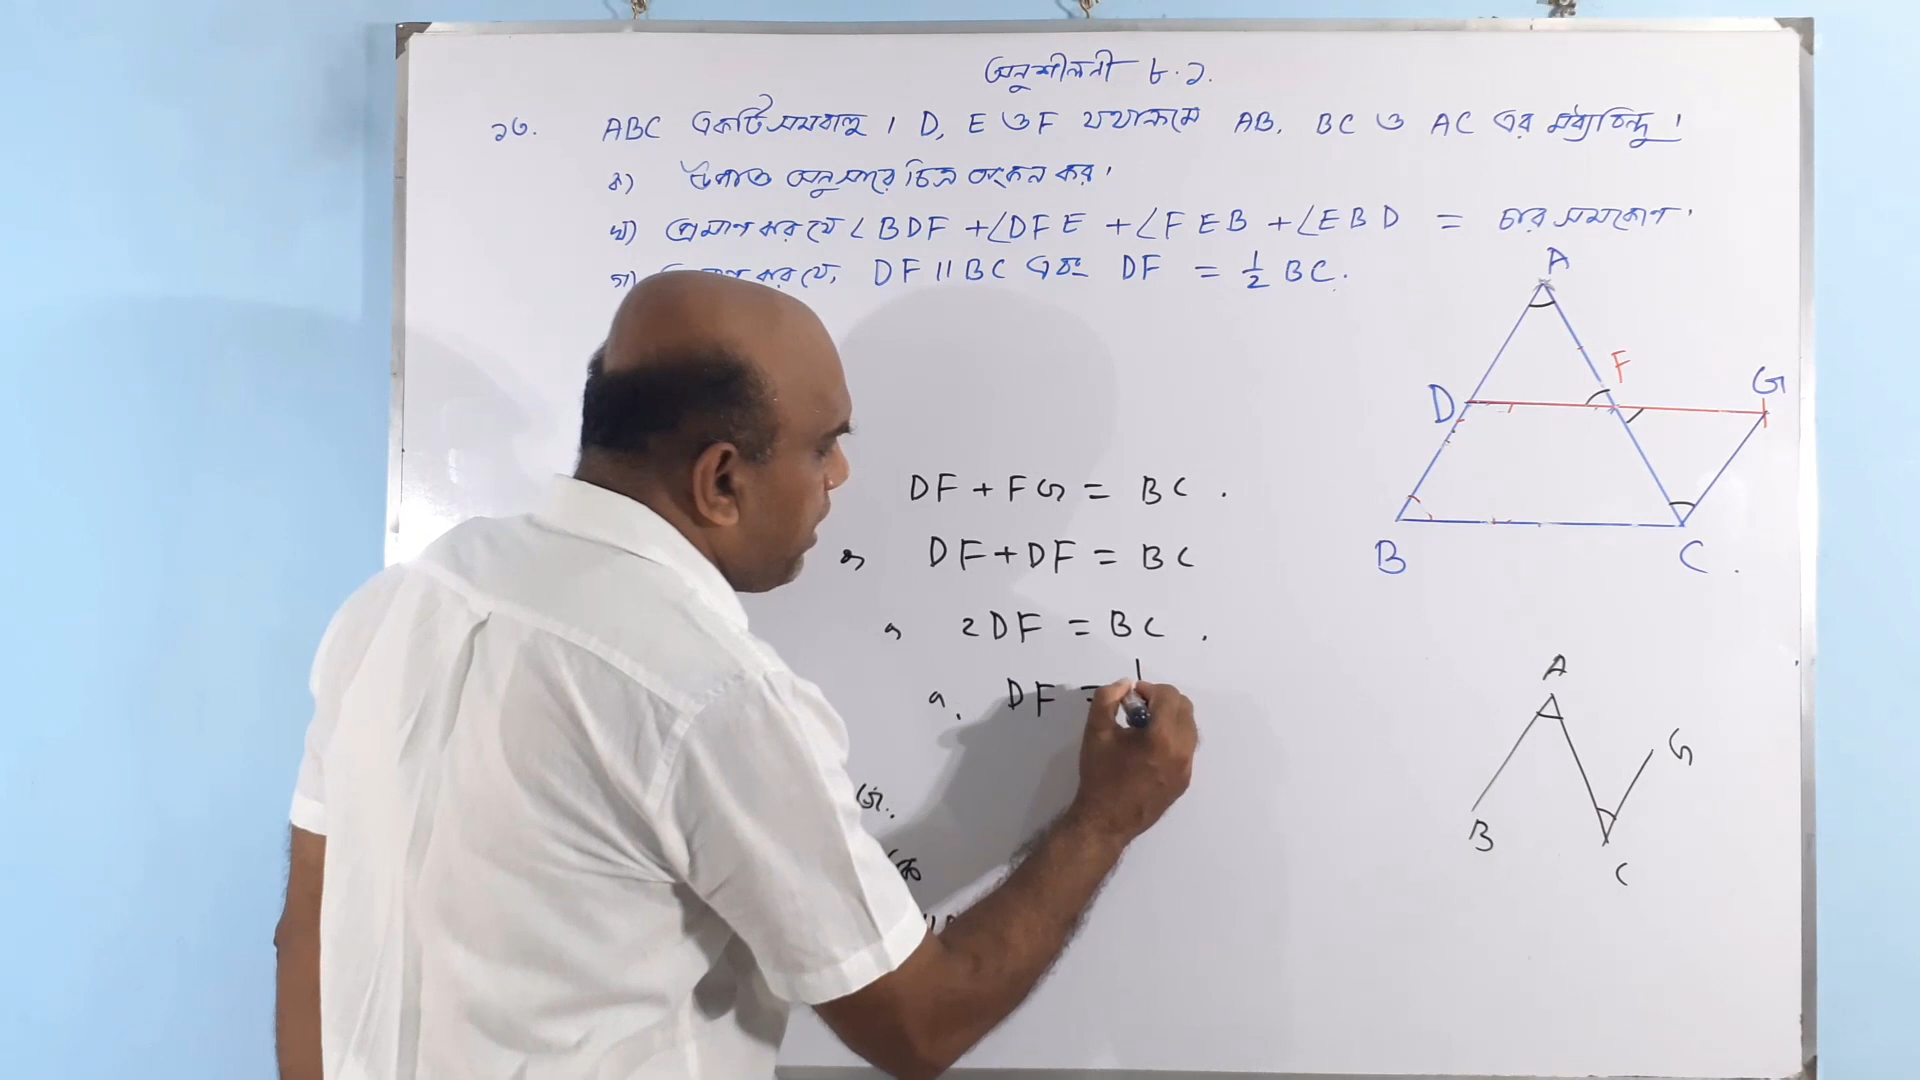 অনুশীলনী ৮.১.
১৩. ABC একটি সমবাহু । D, E ও F যথাক্রমে AB, BC ও AC এর মধ্যবিন্দু ।
ক) উপাত্ত অনুসারে চিত্র অংকন কর ।
খ) প্রমাণ কর যে ∠BDF + ∠DFE + ∠FEB + ∠EBD = চার সমকোণ ।
গ) কর যে, DF || BC এবং DF = 1/2 BC.
A
F
G
D
B C .
DF + FG = BC .
DF + DF = BC
2DF = BC .
DF =
A
G
B
C